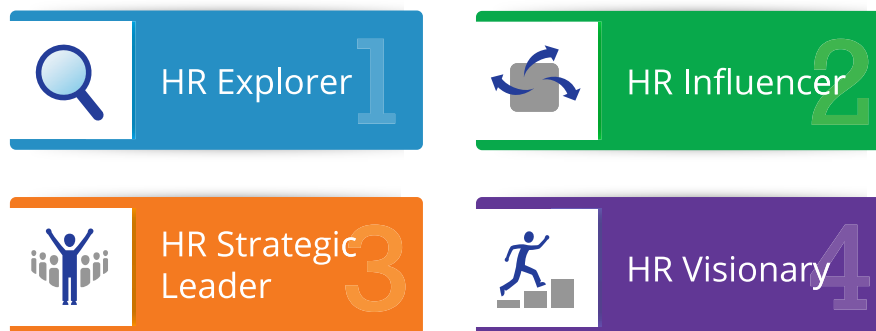 HR Explorer
1
HR Influencer
2
HR Strategic
Leader
3
HR Visionary
4